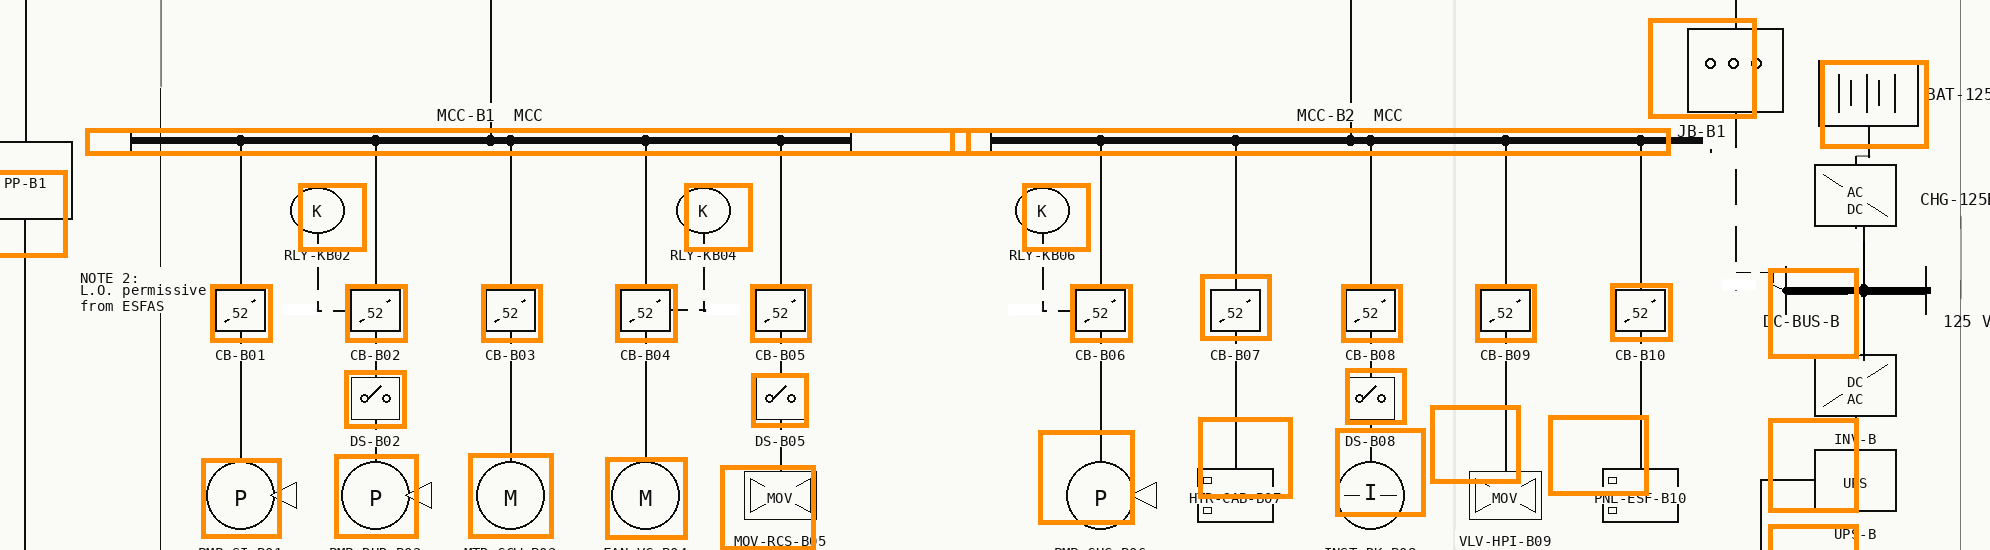 MCC-B1 MCC
MCC-B2 MCC
JB-B1
BAT-125
PP-B1
AC
DC
CHG-125
K
K
K
RLY-KB02
RLY-KB04
RLY-KB06
NOTE 2:
L.O. permissive
from ESFAS
52
52
52
52
52
52
52
52
52
52
DC-BUS-B
125 V
CB-B01
CB-B02
CB-B03
CB-B04
CB-B05
CB-B06
CB-B07
CB-B08
CB-B09
CB-B10
DC
AC
DS-B02
DS-B05
DS-B08
INV-B
P
P
M
M
MOV
P
HTR-CAB-B07
I
MOV
PNL-ESF-B10
UPS
UPS-B
MOV-RCS-B05
VLV-HPI-B09